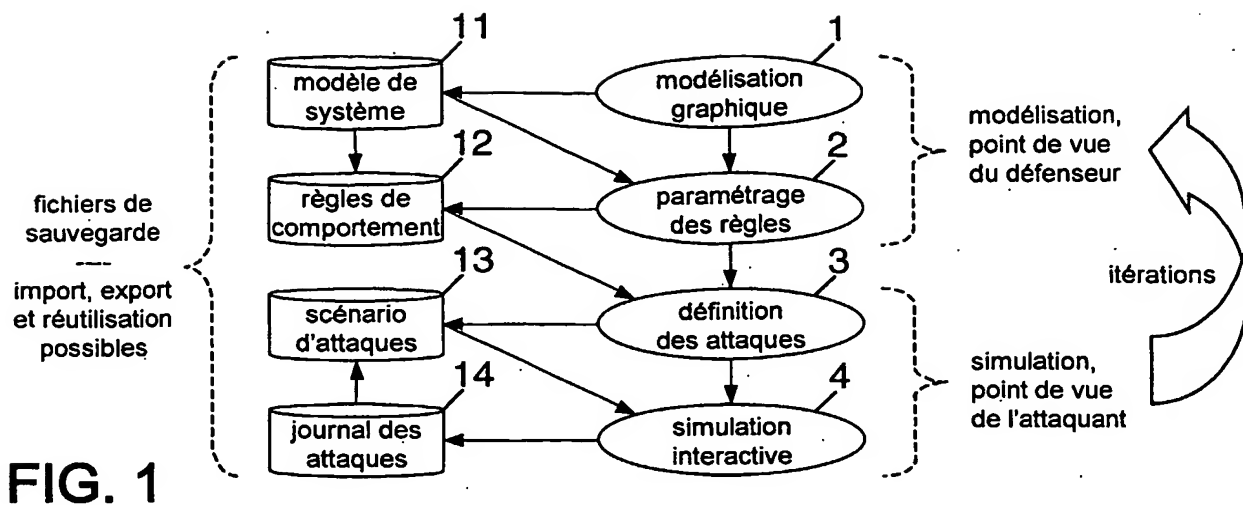 11
modèle de
système
12
règles de
comportement
13
scénario
d'attaques
14
journal des
attaques
1
modélisation
graphique
2
paramétrage
des règles
3
définition
des attaques
4
simulation
interactive
fichiers de
sauvegarde
import, export
et réutilisation
possibles
modélisation,
point de vue
du défenseur
simulation,
point de vue
de l'attaquant
itérations
FIG. 1